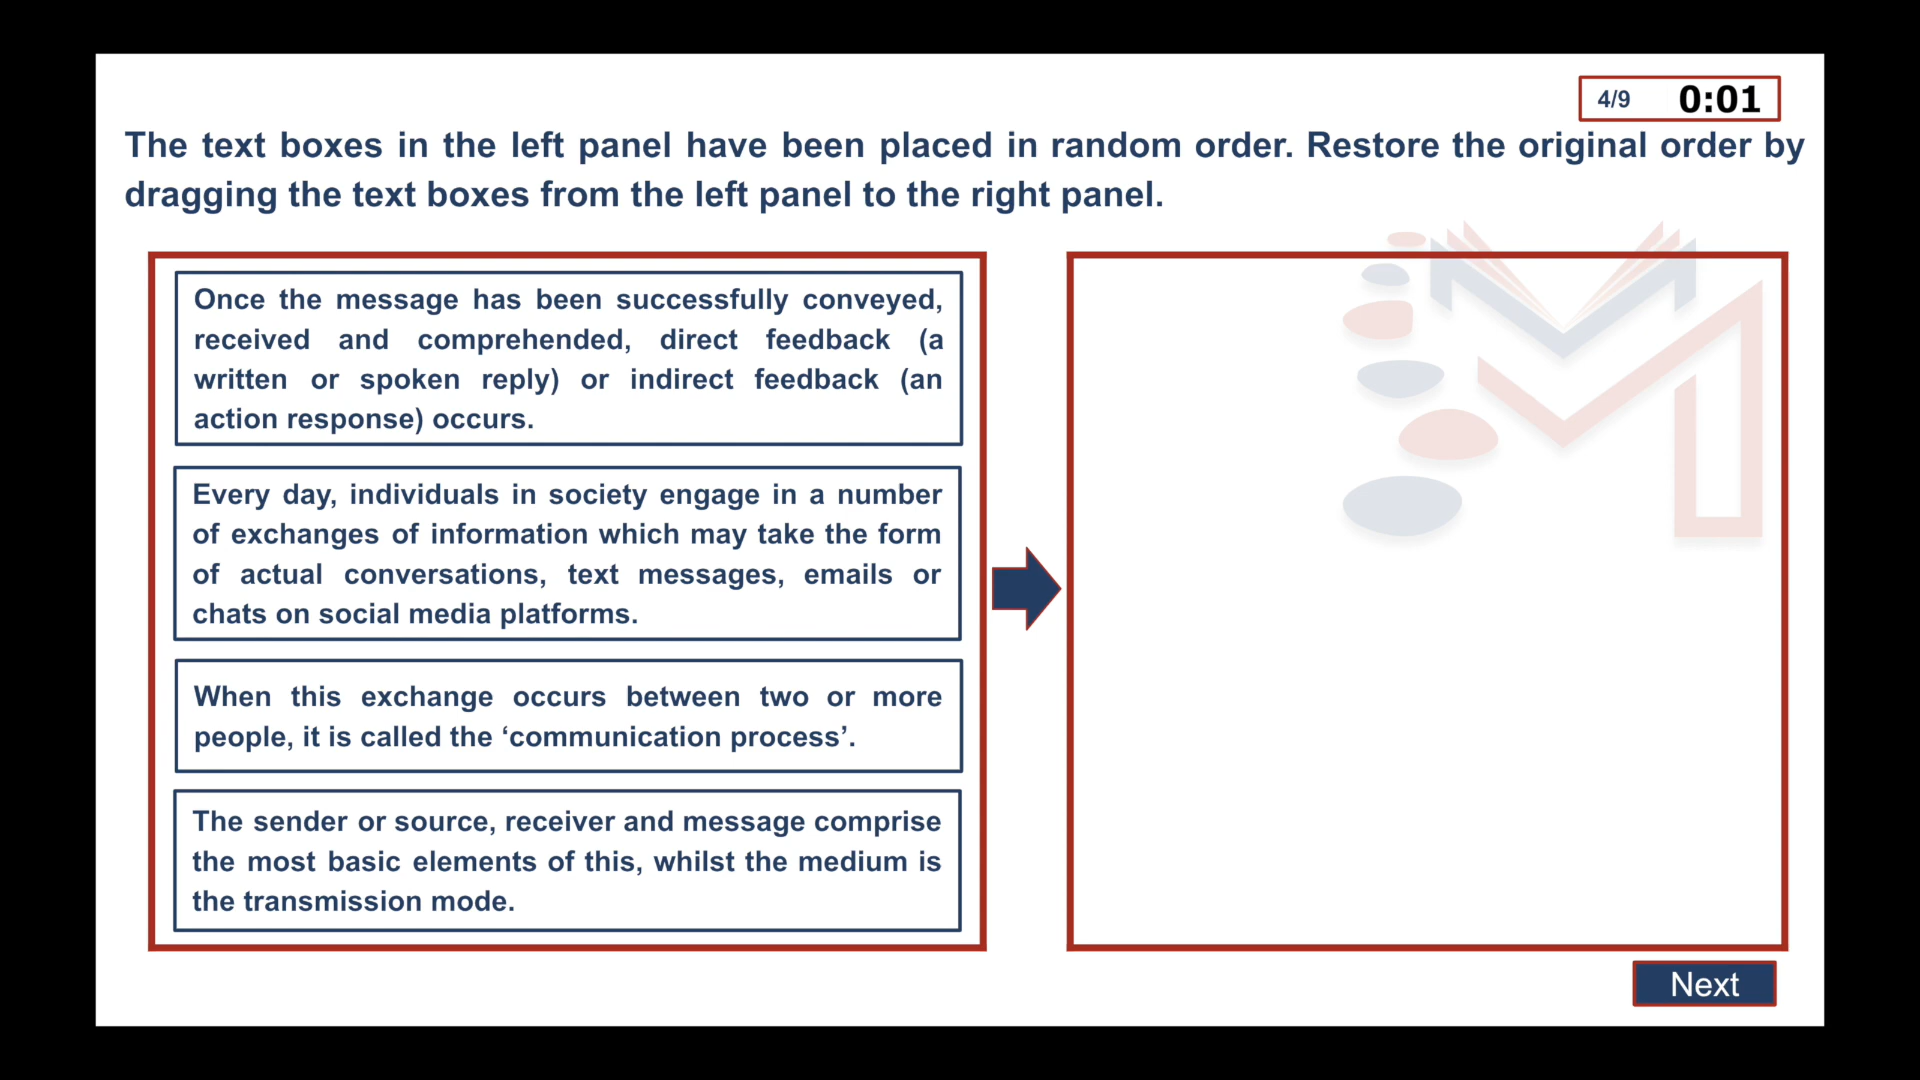 4/9 0:01
The text boxes in the left panel have been placed in random order. Restore the original order by
dragging the text boxes from the left panel to the right panel.
Once the message has been successfully conveyed,
received and comprehended, direct feedback (a
written or spoken reply) or indirect feedback (an
action response) occurs.
Every day, individuals in society engage in a number
of exchanges of information which may take the form
of actual conversations, text messages, emails or
chats on social media platforms.
When this exchange occurs between two or more
people, it is called the ‘communication process’.
The sender or source, receiver and message comprise
the most basic elements of this, whilst the medium is
the transmission mode.
Next